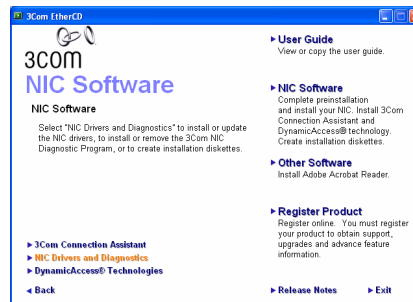 3Com EtherCD
3COM
NIC Software
NIC Software
Select "NIC Drivers and Diagnostics" to install or update
the NIC drivers, to install or remove the 3Com NIC
Diagnostic Program, or to create installation diskettes.
3Com Connection Assistant
NIC Drivers and Diagnostics
DynamicAccess® Technologies
Back
User Guide
View or copy the user guide.
NIC Software
Complete preinstallation
and install your NIC. Install 3Com
Connection Assistant and
DynamicAccess® technology.
Create installation diskettes.
Other Software
Install Adobe Acrobat Reader.
Register Product
Register online. You must register
your product to obtain support,
upgrades and advance feature
information.
Release Notes
Exit